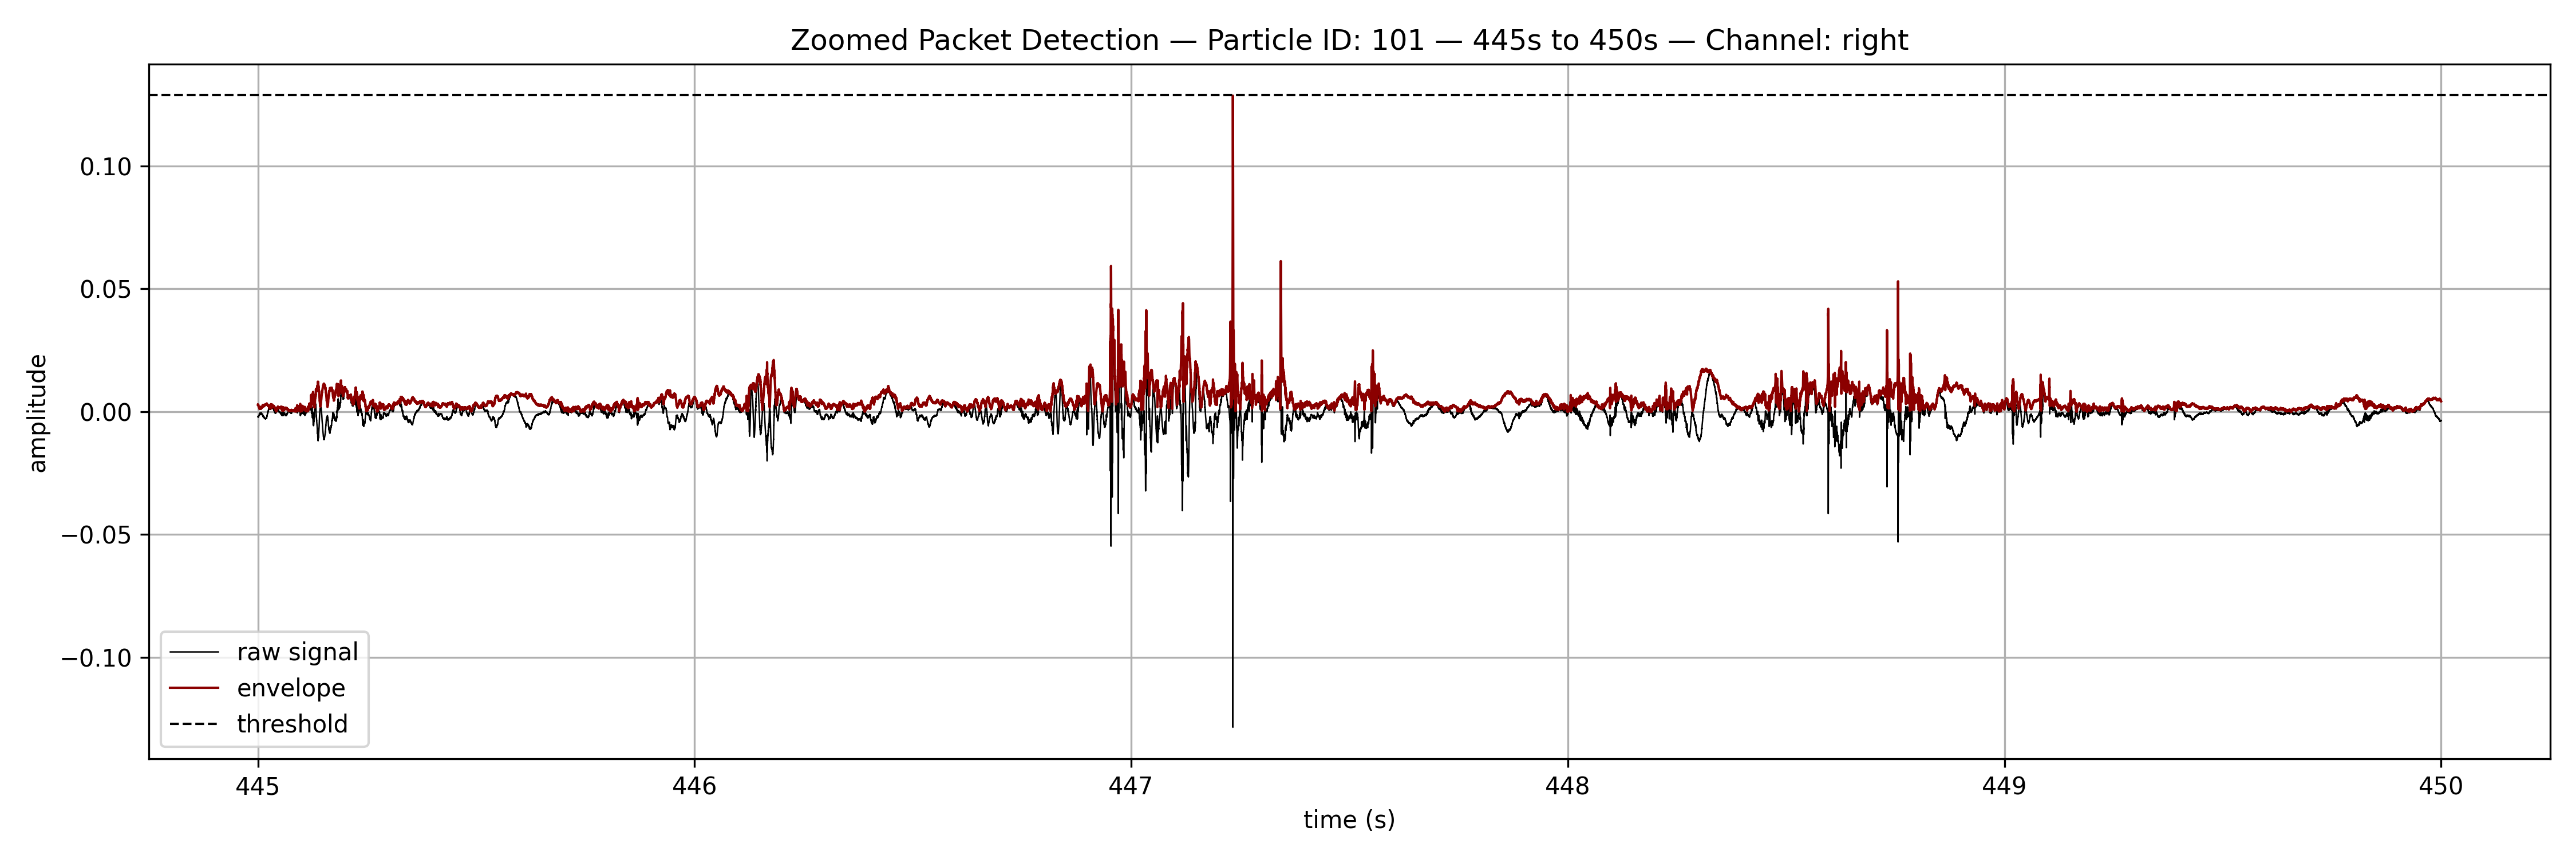 Zoomed Packet Detection — Particle ID: 101 — 445s to 450s — Channel: right
amplitude
0.10
0.05
0.00
−0.05
−0.10
raw signal
envelope
threshold
445
446
447
448
449
450
time (s)